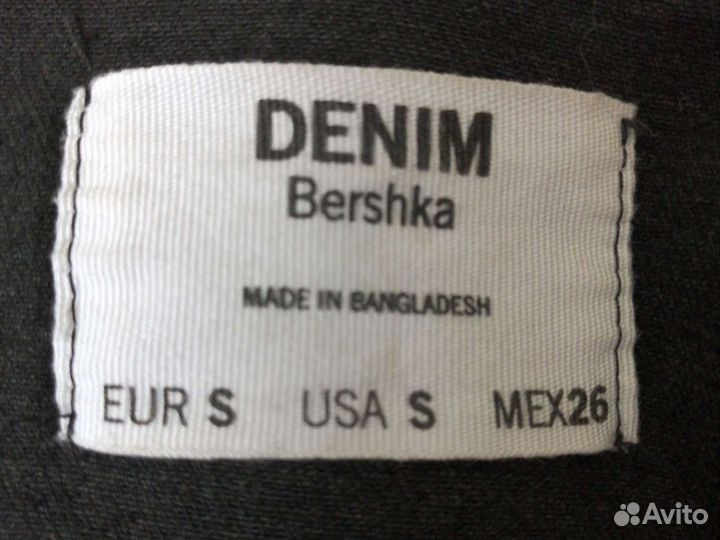 DENIM
Bershka
MADE IN BANGLADESH
EUR S USA S MEX26
Avito